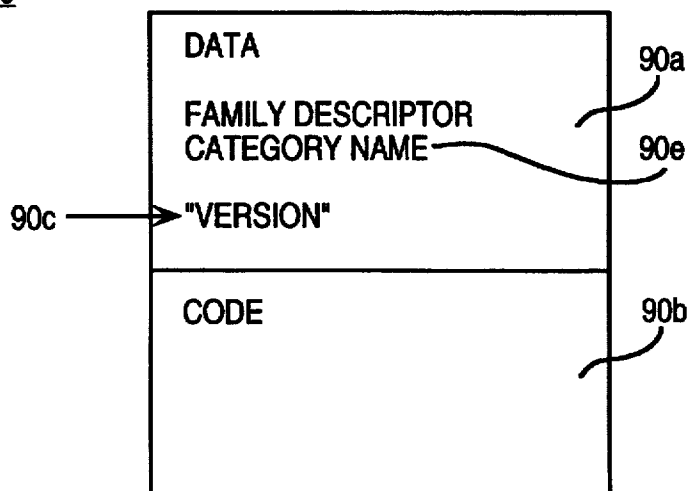 DATA
90a
FAMILY DESCRIPTOR
CATEGORY NAME 90e
90c "VERSION"
CODE 90b